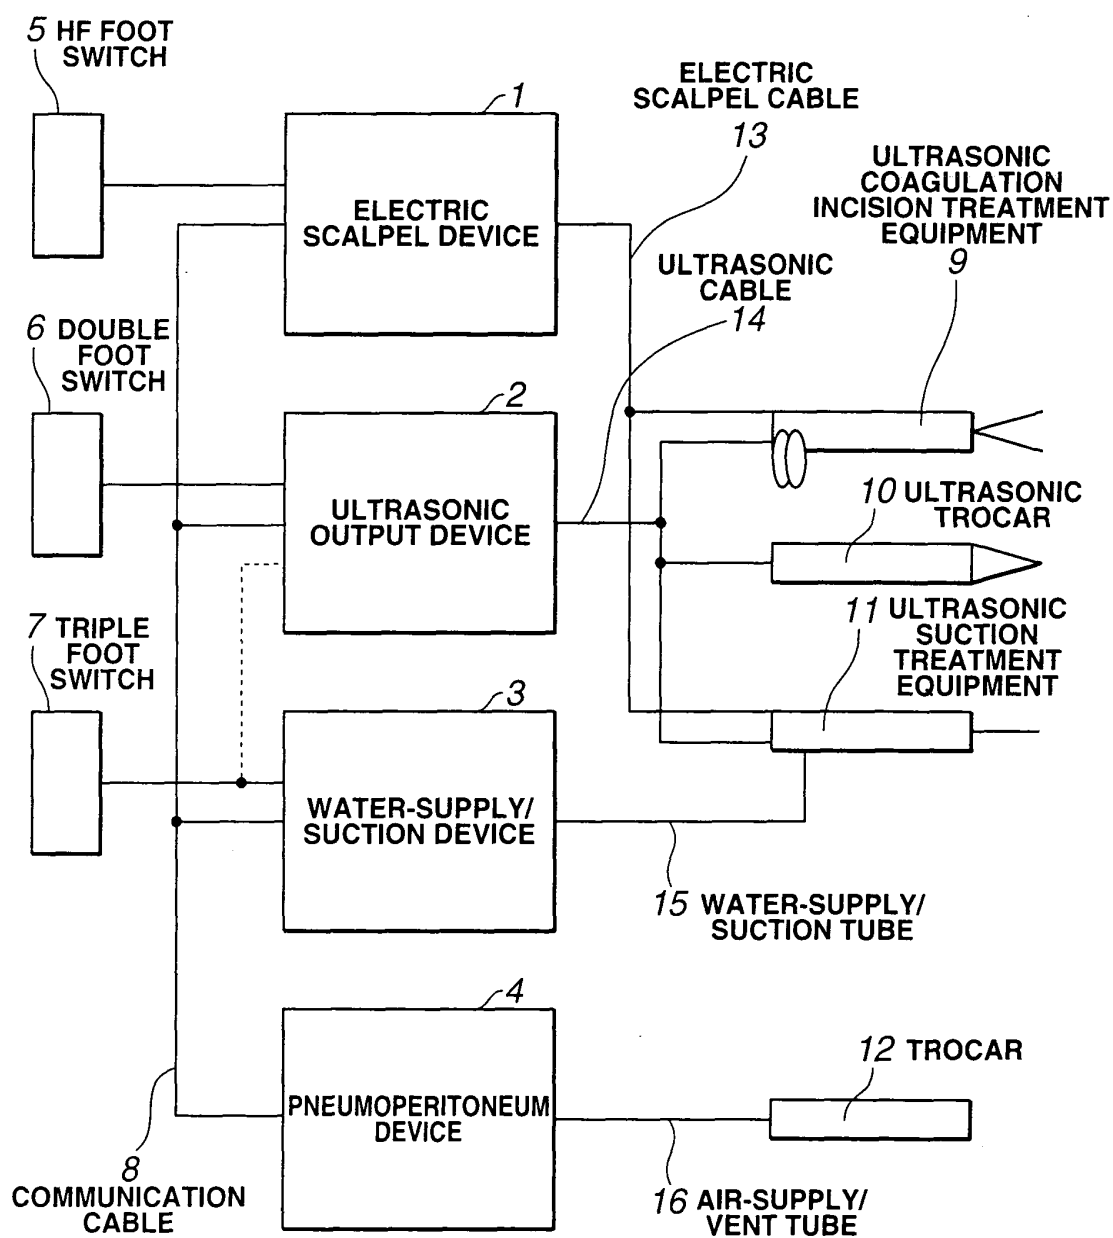 5 HF FOOT
SWITCH
1
ELECTRIC
SCALPEL DEVICE
ELECTRIC
SCALPEL CABLE
13
ULTRASONIC
COAGULATION
INCISION TREATMENT
EQUIPMENT
9
ULTRASONIC
CABLE
14
6 DOUBLE
FOOT
SWITCH
2
ULTRASONIC
OUTPUT DEVICE
10 ULTRASONIC
TROCAR
11 ULTRASONIC
SUCTION
TREATMENT
EQUIPMENT
7 TRIPLE
FOOT
SWITCH
3
WATER-SUPPLY/
SUCTION DEVICE
15 WATER-SUPPLY/
SUCTION TUBE
4
PNEUMOPERITONEUM
DEVICE
12 TROCAR
8
COMMUNICATION
CABLE
16 AIR-SUPPLY/
VENT TUBE